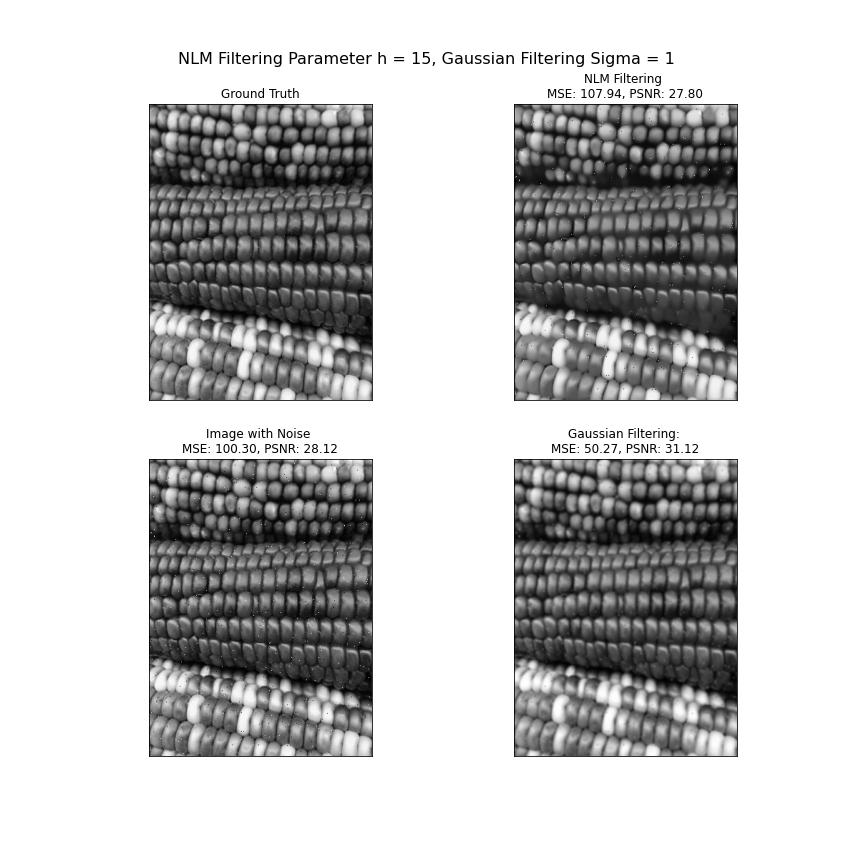 NLM Filtering Parameter h = 15, Gaussian Filtering Sigma = 1
Ground Truth
NLM Filtering
MSE: 107.94, PSNR: 27.80
Image with Noise
MSE: 100.30, PSNR: 28.12
Gaussian Filtering:
MSE: 50.27, PSNR: 31.12